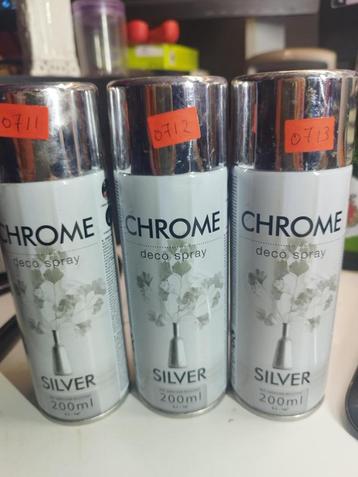 0711
CHROME
deco spray
SILVER
200ml
0712
CHROME
deco spray
SILVER
200ml
0713
CHROME
deco spray
SILVER
200ml